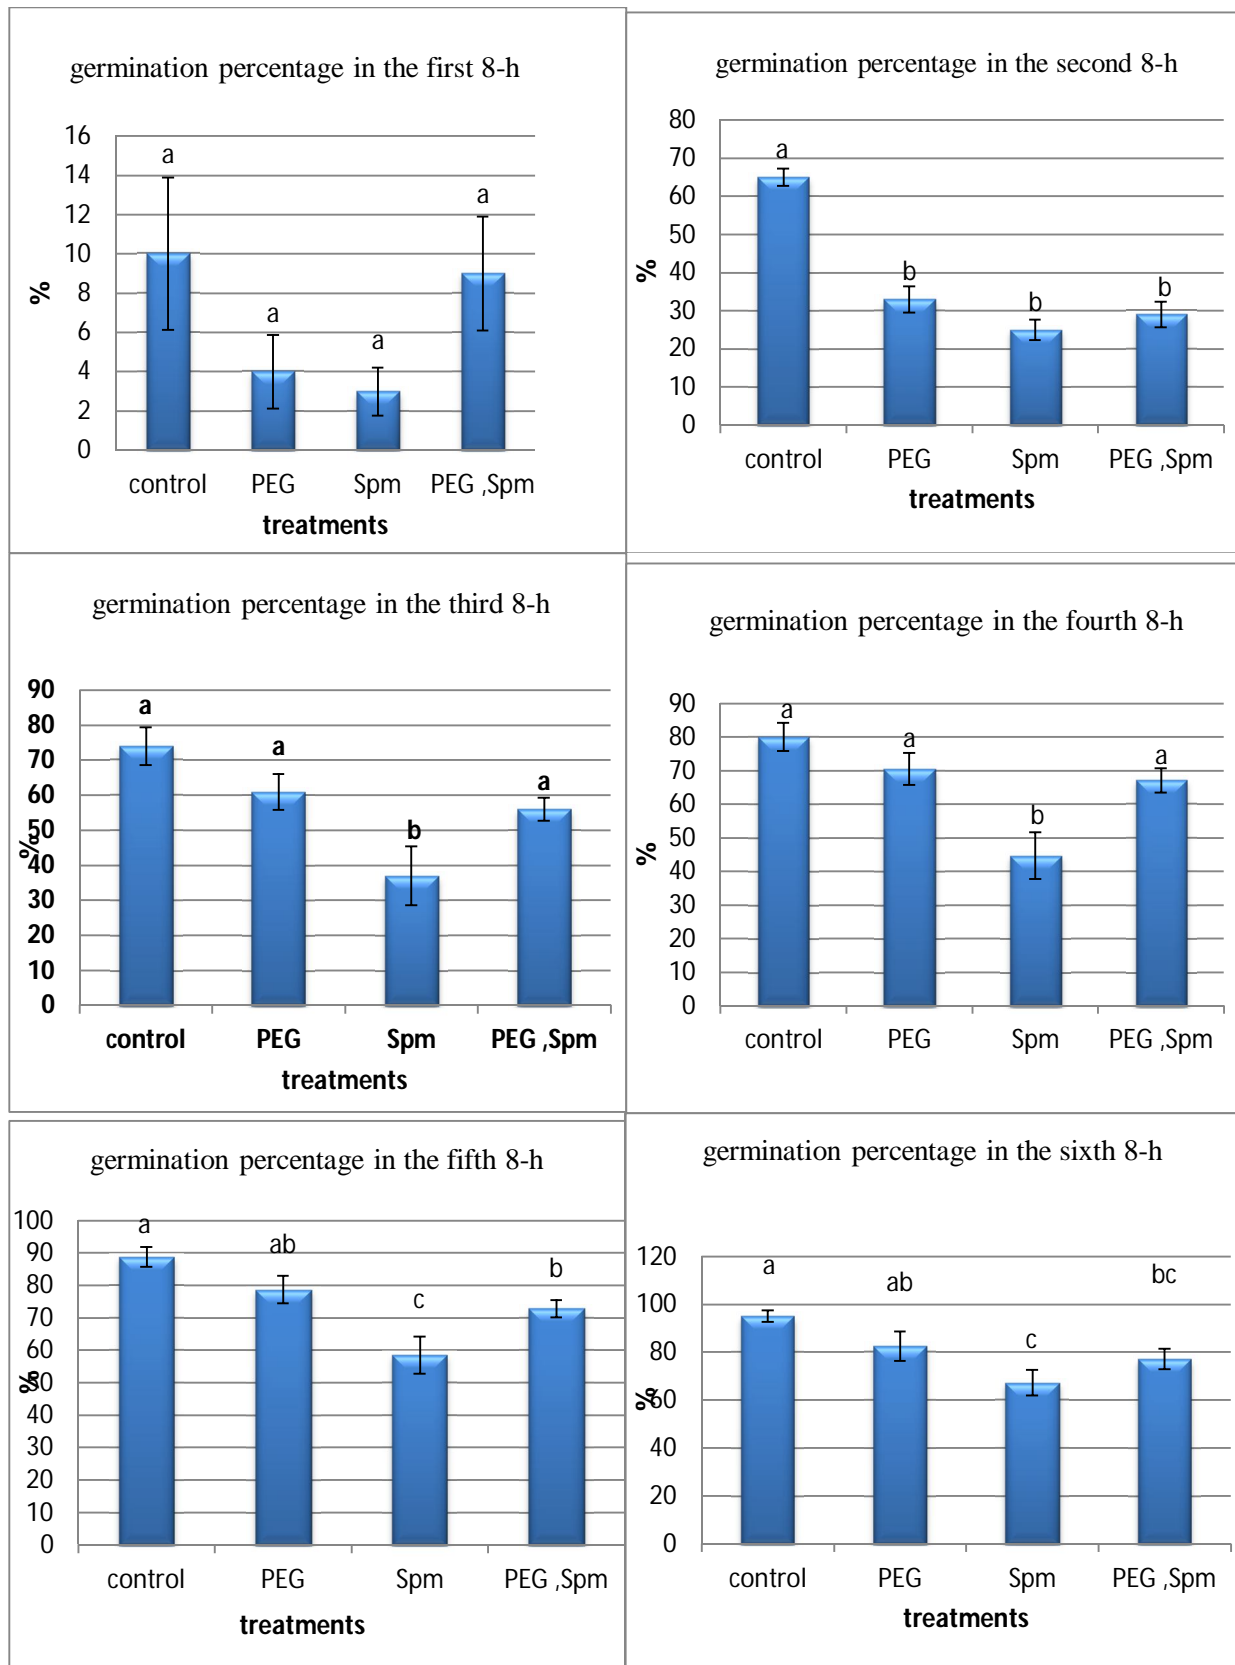 germination percentage in the first 8-h
16
14
12
10
8
6
4
2
0
%
a
a
a
a
control PEG Spm PEG ,Spm
treatments
germination percentage in the second 8-h
80
70
60
50
40
30
20
10
0
%
a
b
b
b
control PEG Spm PEG ,Spm
treatments
germination percentage in the third 8-h
90
80
70
60
50
40
30
20
10
0
%
a
a
b
a
control PEG Spm PEG ,Spm
treatments
germination percentage in the fourth 8-h
90
80
70
60
50
40
30
20
10
0
%
a
a
b
a
control PEG Spm PEG ,Spm
germination percentage in the fifth 8-h
100
90
80
70
60
50
40
30
20
10
0
%
a
ab
c
b
control PEG Spm PEG ,Spm
treatments
germination percentage in the sixth 8-h
120
100
80
60
40
20
0
%
a
ab
c
bc
control PEG Spm PEG ,Spm
treatments